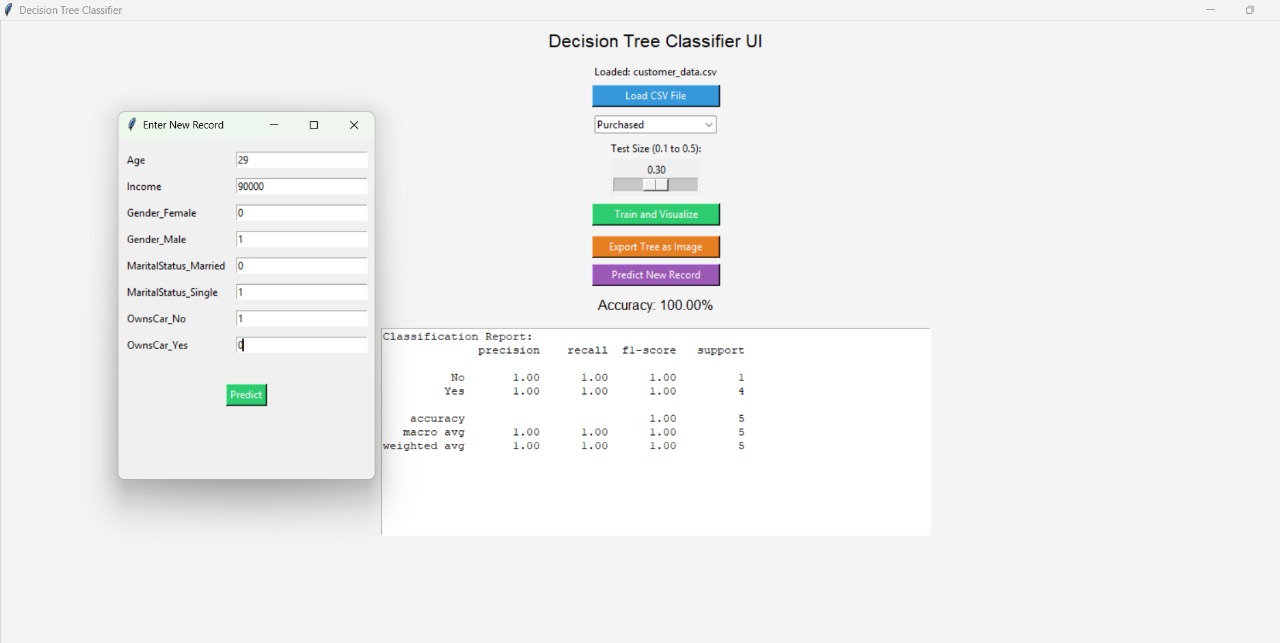 Decision Tree Classifier
Decision Tree Classifier UI
Loaded: customer_data.csv
Load CSV File
Purchased
Test Size (0.1 to 0.5):
0.30
Train and Visualize
Export Tree as Image
Predict New Record
Accuracy: 100.00%
Enter New Record
Age 29
Income 90000
Gender_Female 0
Gender_Male 1
MaritalStatus_Married 0
MaritalStatus_Single 1
OwnsCar_No 1
OwnsCar_Yes 0
Predict
Classification Report:
precision recall f1-score support
No 1.00 1.00 1.00 1
Yes 1.00 1.00 1.00 4
accuracy 1.00 5
macro avg 1.00 1.00 1.00 5
weighted avg 1.00 1.00 1.00 5